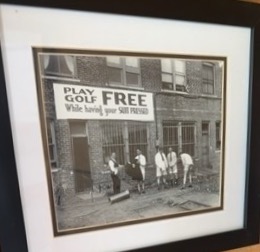 PLAY
GOLF FREE
While having your SUIT PRESSED